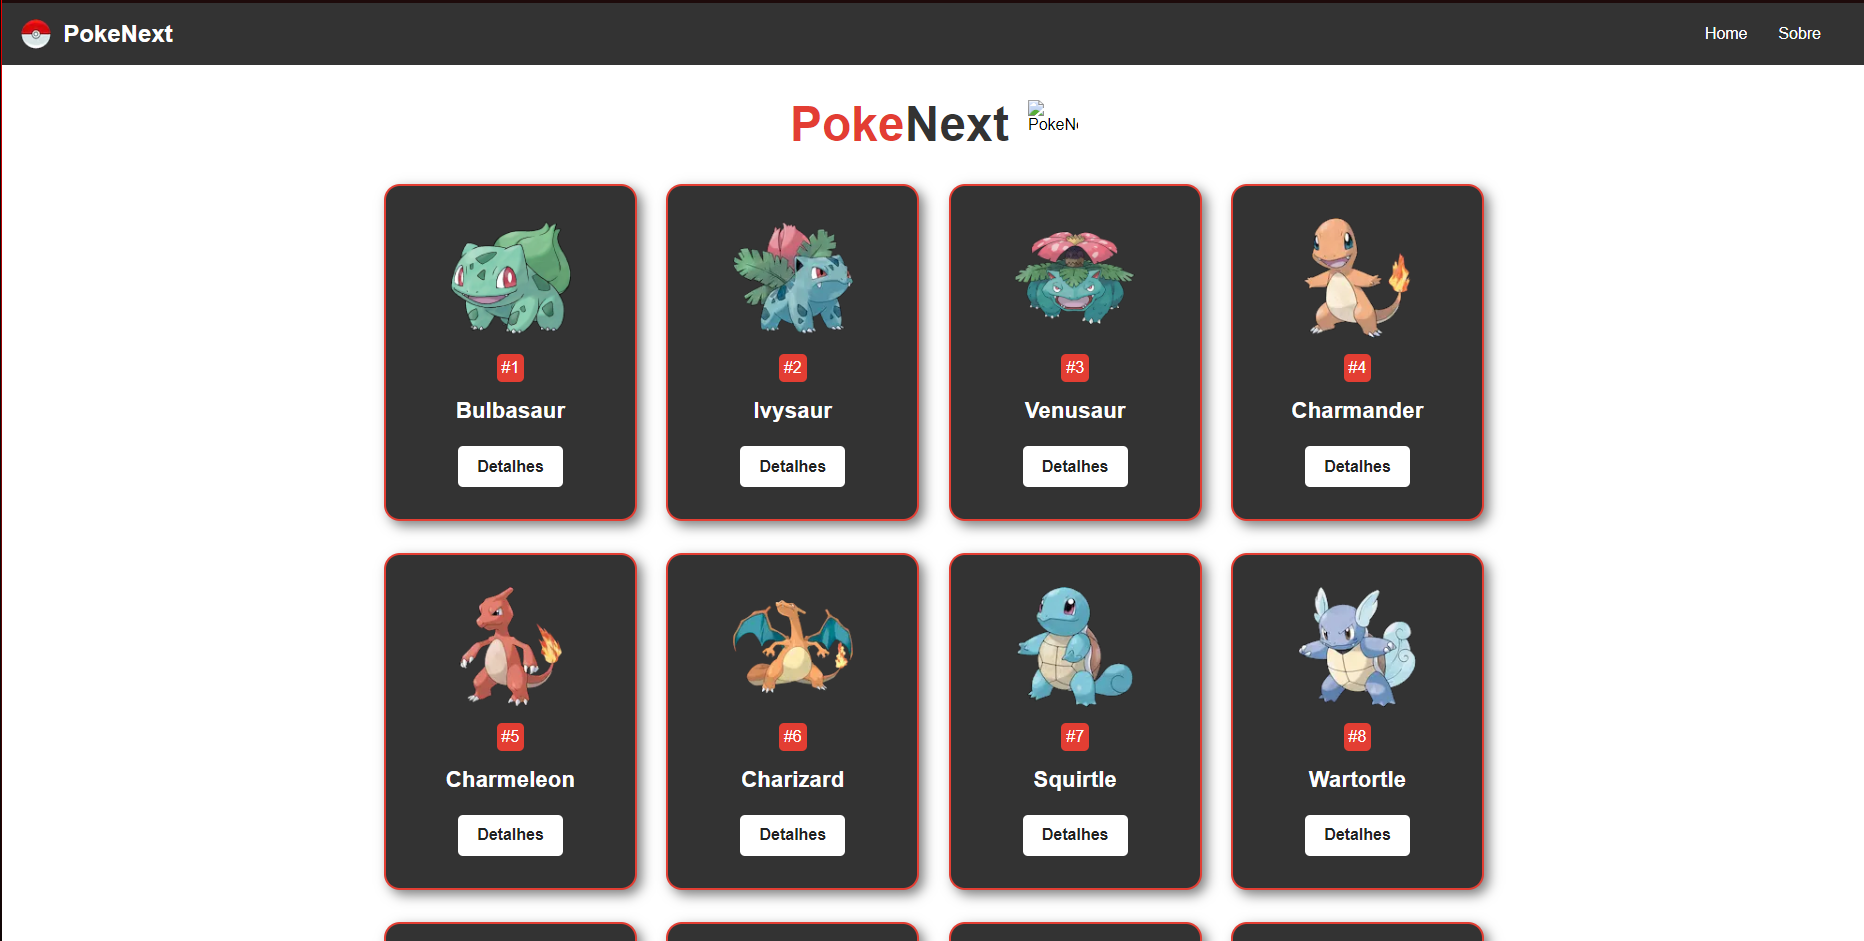 PokeNext
Home Sobre
PokeNext
PokeN
#1 #2 #3 #4
Bulbasaur Ivysaur Venusaur Charmander
Detalhes Detalhes Detalhes Detalhes
#5 #6 #7 #8
Charmeleon Charizard Squirtle Wartortle
Detalhes Detalhes Detalhes Detalhes